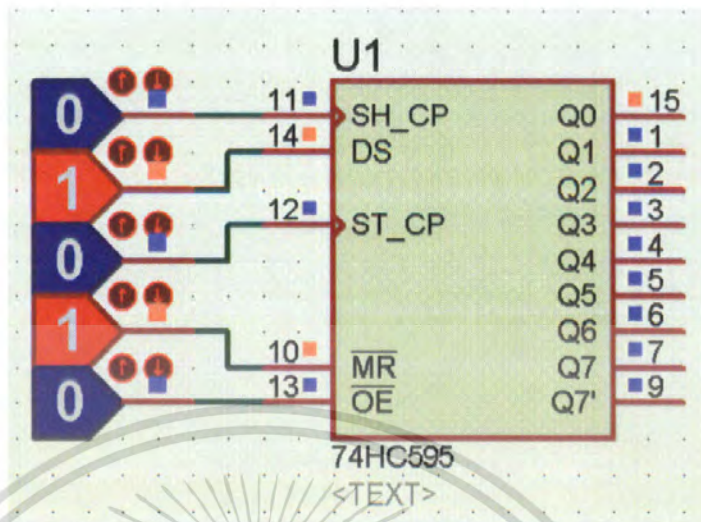 U1
0
11
SH_CP
Q0
15
1
14
DS
Q1
1
Q2
2
0
12
ST_CP
Q3
3
Q4
4
Q5
5
1
Q6
6
10
MR
Q7
7
0
13
OE
Q7'
9
74HC595
<TEXT>